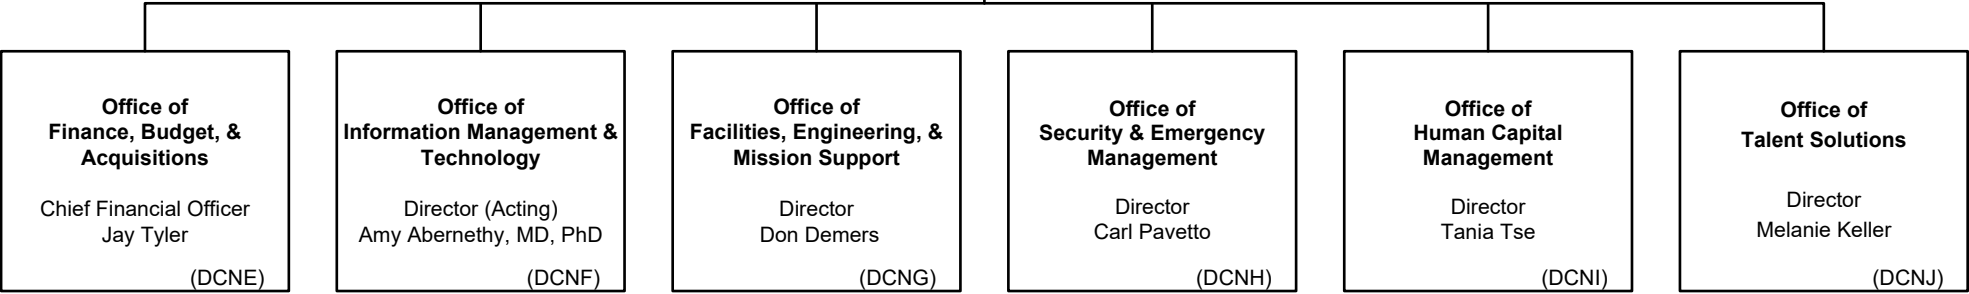 Office of
Finance, Budget, &
Acquisitions
Chief Financial Officer
Jay Tyler
(DCNE)
Office of
Information Management &
Technology
Director (Acting)
Amy Abernethy, MD, PhD
(DCNF)
Office of
Facilities, Engineering, &
Mission Support
Director
Don Demers
(DCNG)
Office of
Security & Emergency
Management
Director
Carl Pavetto
(DCNH)
Office of
Human Capital
Management
Director
Tania Tse
(DCNI)
Office of
Talent Solutions
Director
Melanie Keller
(DCNJ)